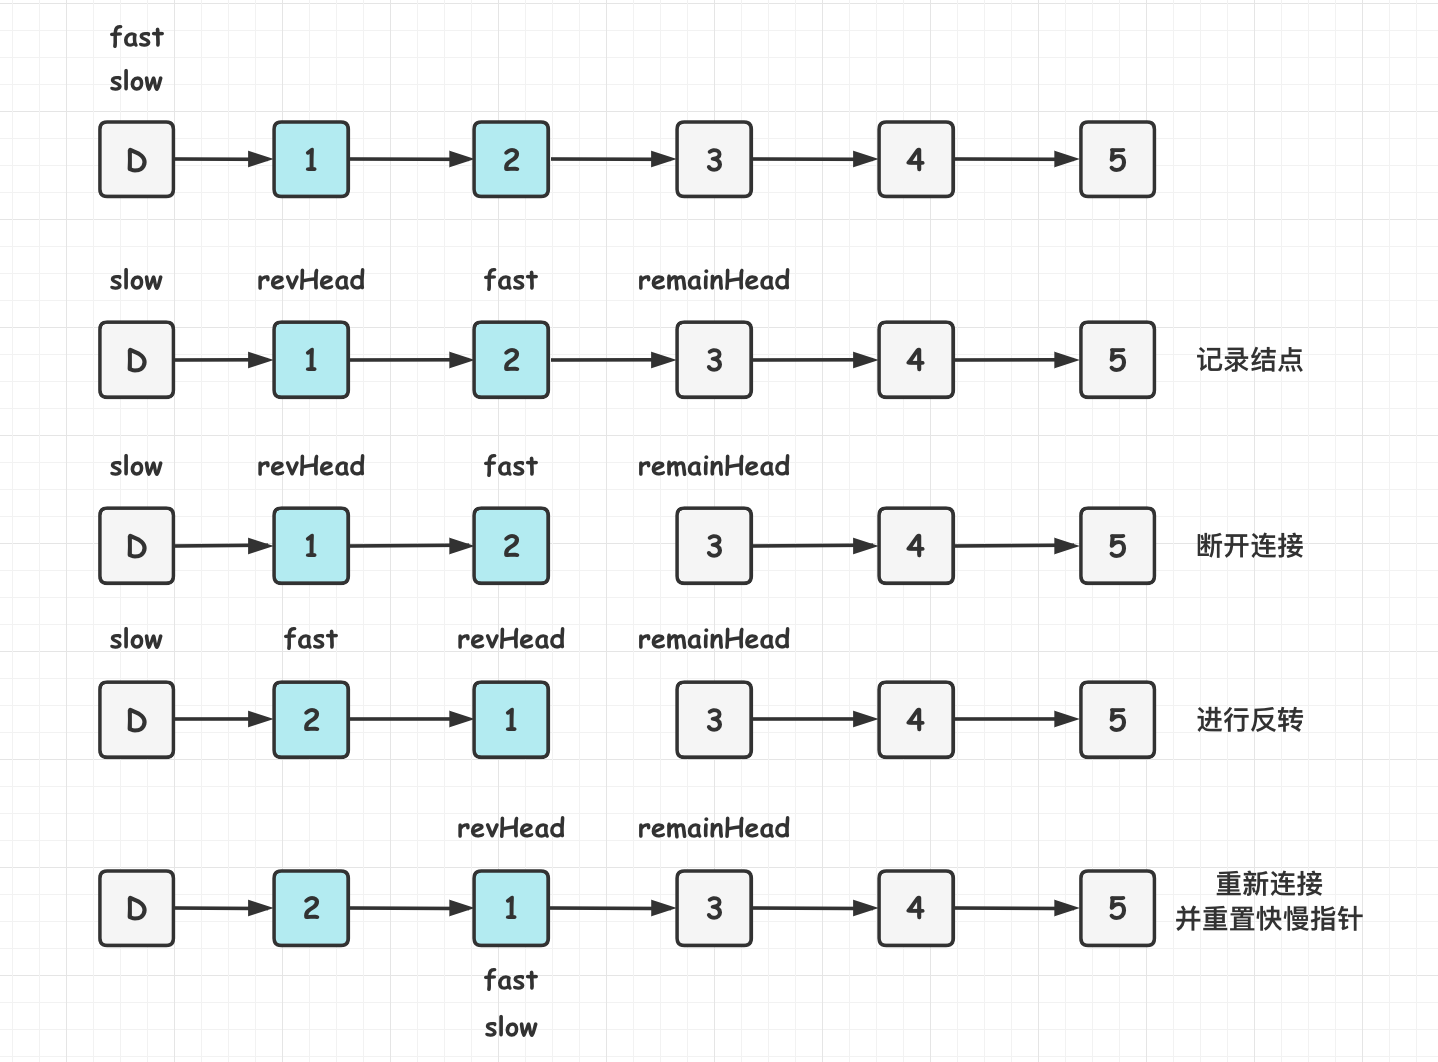 fast
slow
D 1 2 3 4 5
slow revHead fast remainHead
D 1 2 3 4 5 记录结点
slow revHead fast remainHead
D 1 2 3 4 5 断开连接
slow fast revHead remainHead
D 2 1 3 4 5 进行反转
revHead remainHead
重新连接
D 2 1 3 4 5 并重置快慢指针
fast
slow